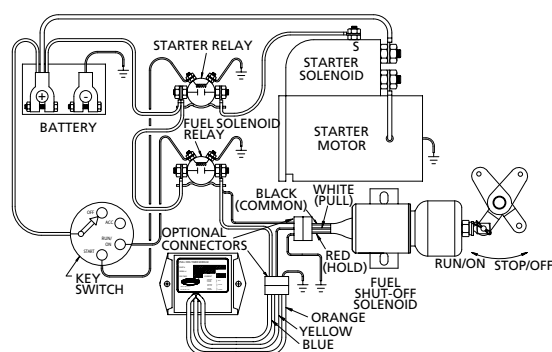 STARTER RELAY
S
STARTER
SOLENOID
+
-
BATTERY
FUEL SOLENOID
RELAY
STARTER
MOTOR
BLACK
(COMMON)
WHITE
(PULL)
OFF
ACC
RUN/
ON
START
OPTIONAL
CONNECTORS
RED
(HOLD)
KEY
SWITCH
RUN/ON
STOP/OFF
FUEL
SHUT-OFF
SOLENOID
ORANGE
YELLOW
BLUE